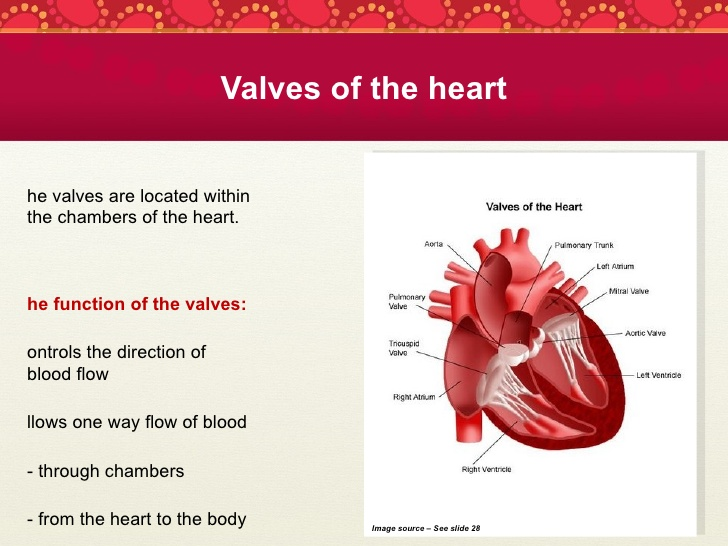 Valves of the heart
he valves are located within
the chambers of the heart.
he function of the valves:
ontrols the direction of
blood flow
llows one way flow of blood
- through chambers
- from the heart to the body
Valves of the Heart
Aorta
Pulmonary Trunk
Left Atrium
Mitral Valve
Pulmonary
Valve
Aortic Valve
Tricuspid
Valve
Left Ventricle
Right Atrium
Right Ventricle
Image source – See slide 28